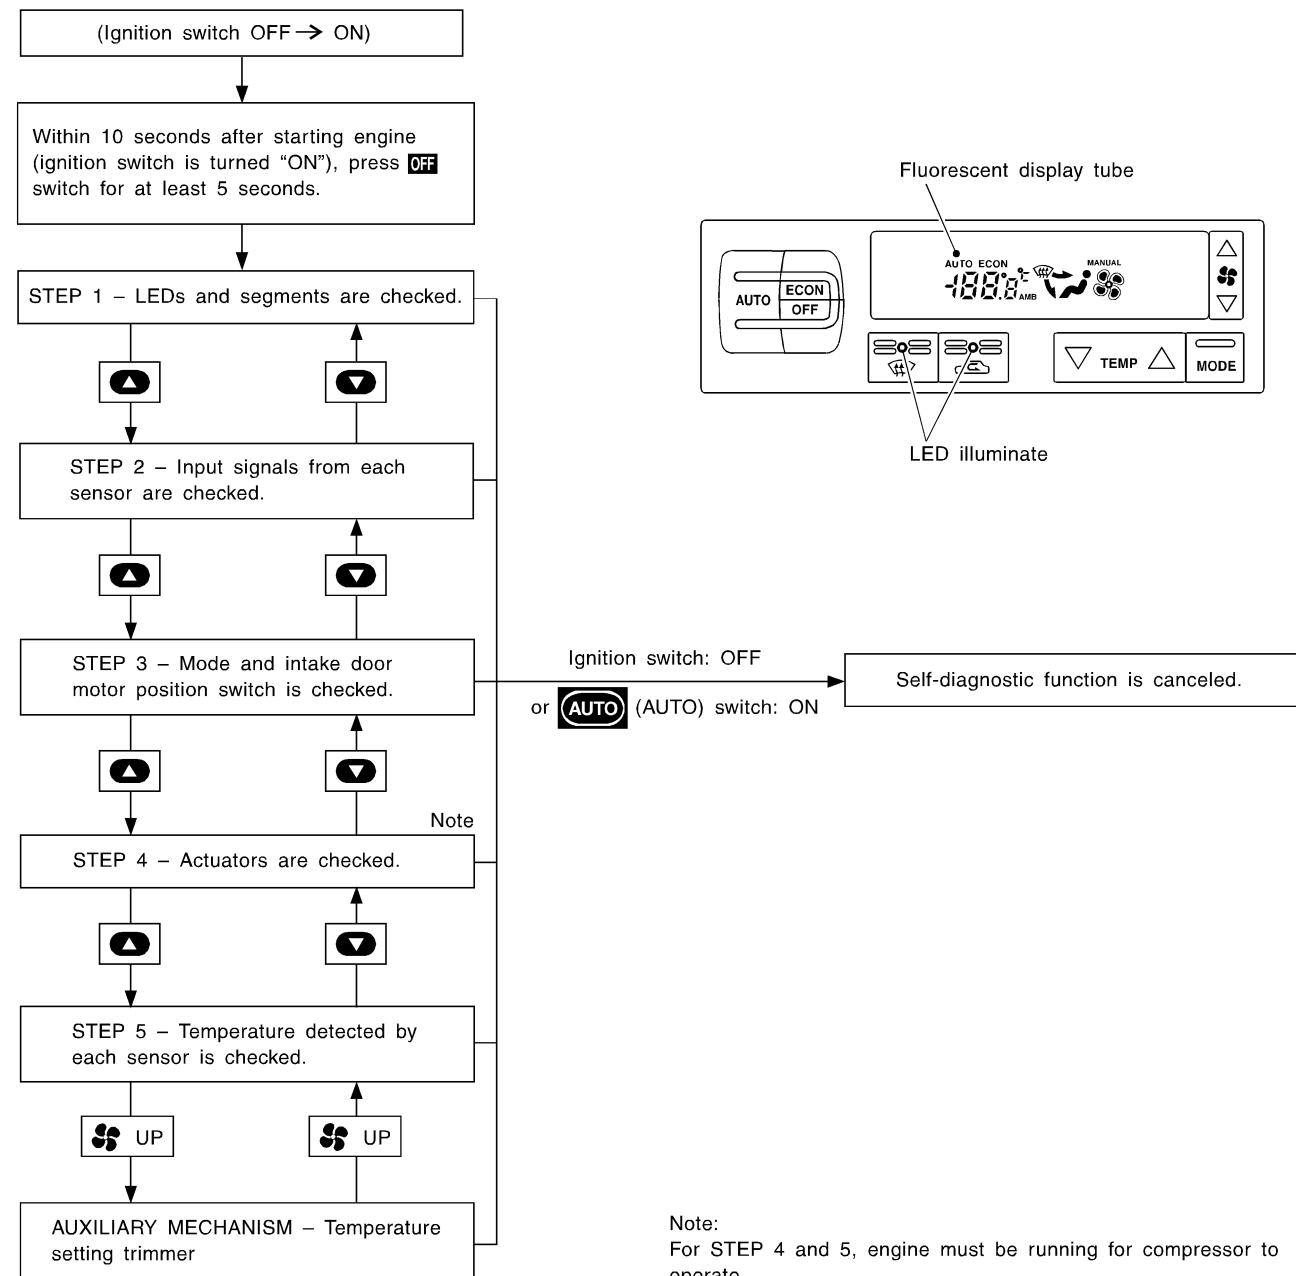 (Ignition switch OFF → ON)
Within 10 seconds after starting engine
(ignition switch is turned “ON”), press OFF
switch for at least 5 seconds.
Fluorescent display tube
AUTO ECON
MANUAL
188.8°F
AMB
AUTO
ECON
OFF
TEMP
MODE
LED illuminate
STEP 1 – LEDs and segments are checked.
STEP 2 – Input signals from each
sensor are checked.
STEP 3 – Mode and intake door
motor position switch is checked.
Ignition switch: OFF
or AUTO (AUTO) switch: ON
Self-diagnostic function is canceled.
Note
STEP 4 – Actuators are checked.
STEP 5 – Temperature detected by
each sensor is checked.
UP
UP
AUXILIARY MECHANISM – Temperature
setting trimmer
Note:
For STEP 4 and 5, engine must be running for compressor to
operate